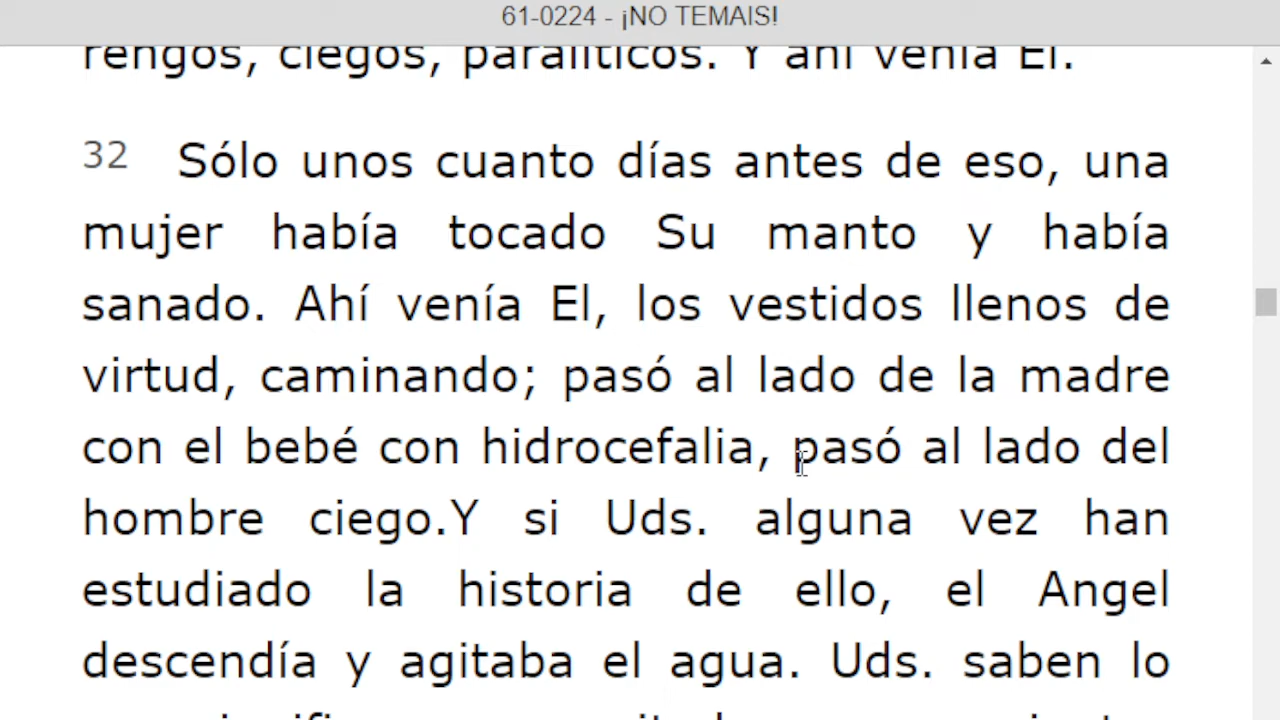 61-0224 - ¡NO TEMAIS!
rengos, ciegos, paralíticos. Y ahí venía El.
32 Sólo unos cuanto días antes de eso, una
mujer había tocado Su manto y había
sanado. Ahí venía El, los vestidos llenos de
virtud, caminando; pasó al lado de la madre
con el bebé con hidrocefalia, pasó al lado del
hombre ciego.Y si Uds. alguna vez han
estudiado la historia de ello, el Angel
descendía y agitaba el agua. Uds. saben lo